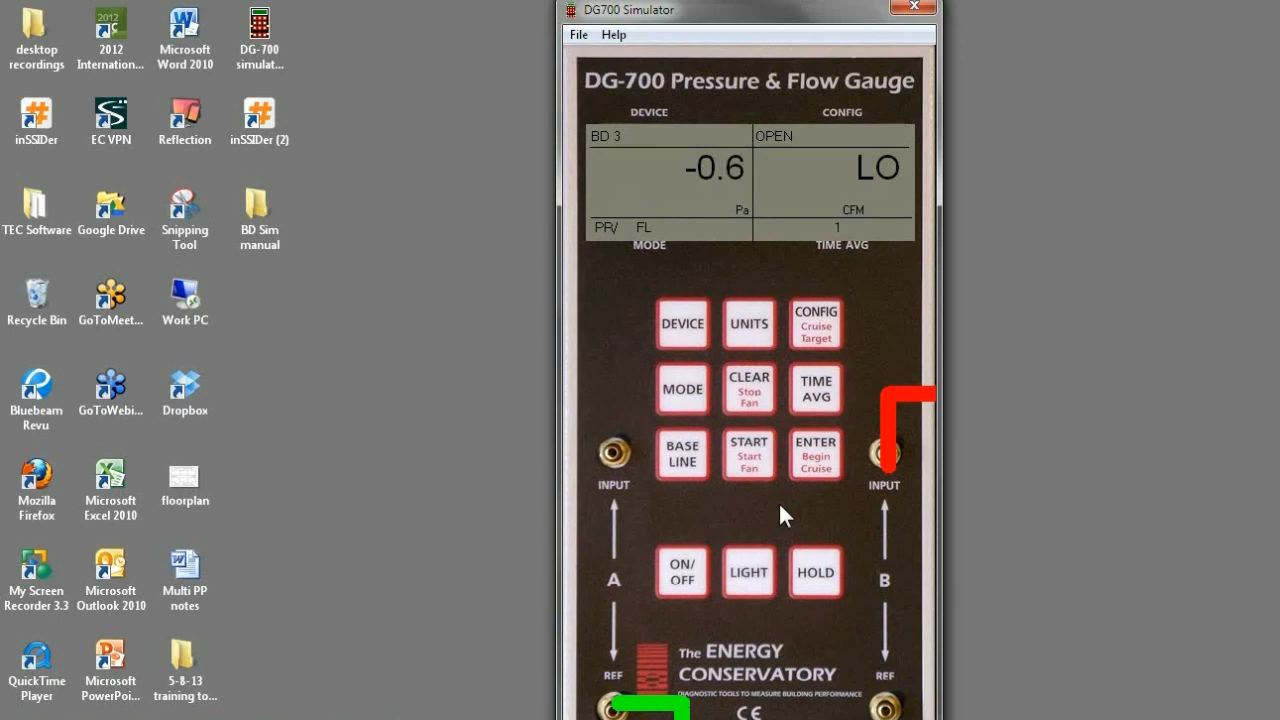 DG700 Simulator
File Help
DG-700 Pressure & Flow Gauge
DEVICE CONFIG
BD 3 OPEN
-0.6 LO
Pa CFM
PR/ FL 1
MODE TIME AVG
DEVICE
UNITS
CONFIG
Cruise
Target
MODE
CLEAR
Stop
Fan
TIME
AVG
BASE
LINE
START
Start
Fan
ENTER
Begin
Cruise
INPUT
INPUT
ON/
OFF
LIGHT
HOLD
A
B
REF
REF
The ENERGY
CONSERVATORY
DIAGNOSTIC TOOLS TO MEASURE BUILDING PERFORMANCE
CE
desktop
recordings
2012
Internation...
Microsoft
Word 2010
DG-700
simulat...
inSSIDer
EC VPN
Reflection
inSSIDer (2)
TEC Software
Google Drive
Snipping
Tool
BD Sim
manual
Recycle Bin
GoToMeet...
Work PC
Bluebeam
Revu
GoToWebi...
Dropbox
Mozilla
Firefox
Microsoft
Excel 2010
floorplan
My Screen
Recorder 3.3
Microsoft
Outlook 2010
Multi PP
notes
QuickTime
Player
Microsoft
PowerPoi...
5-8-13
training to...